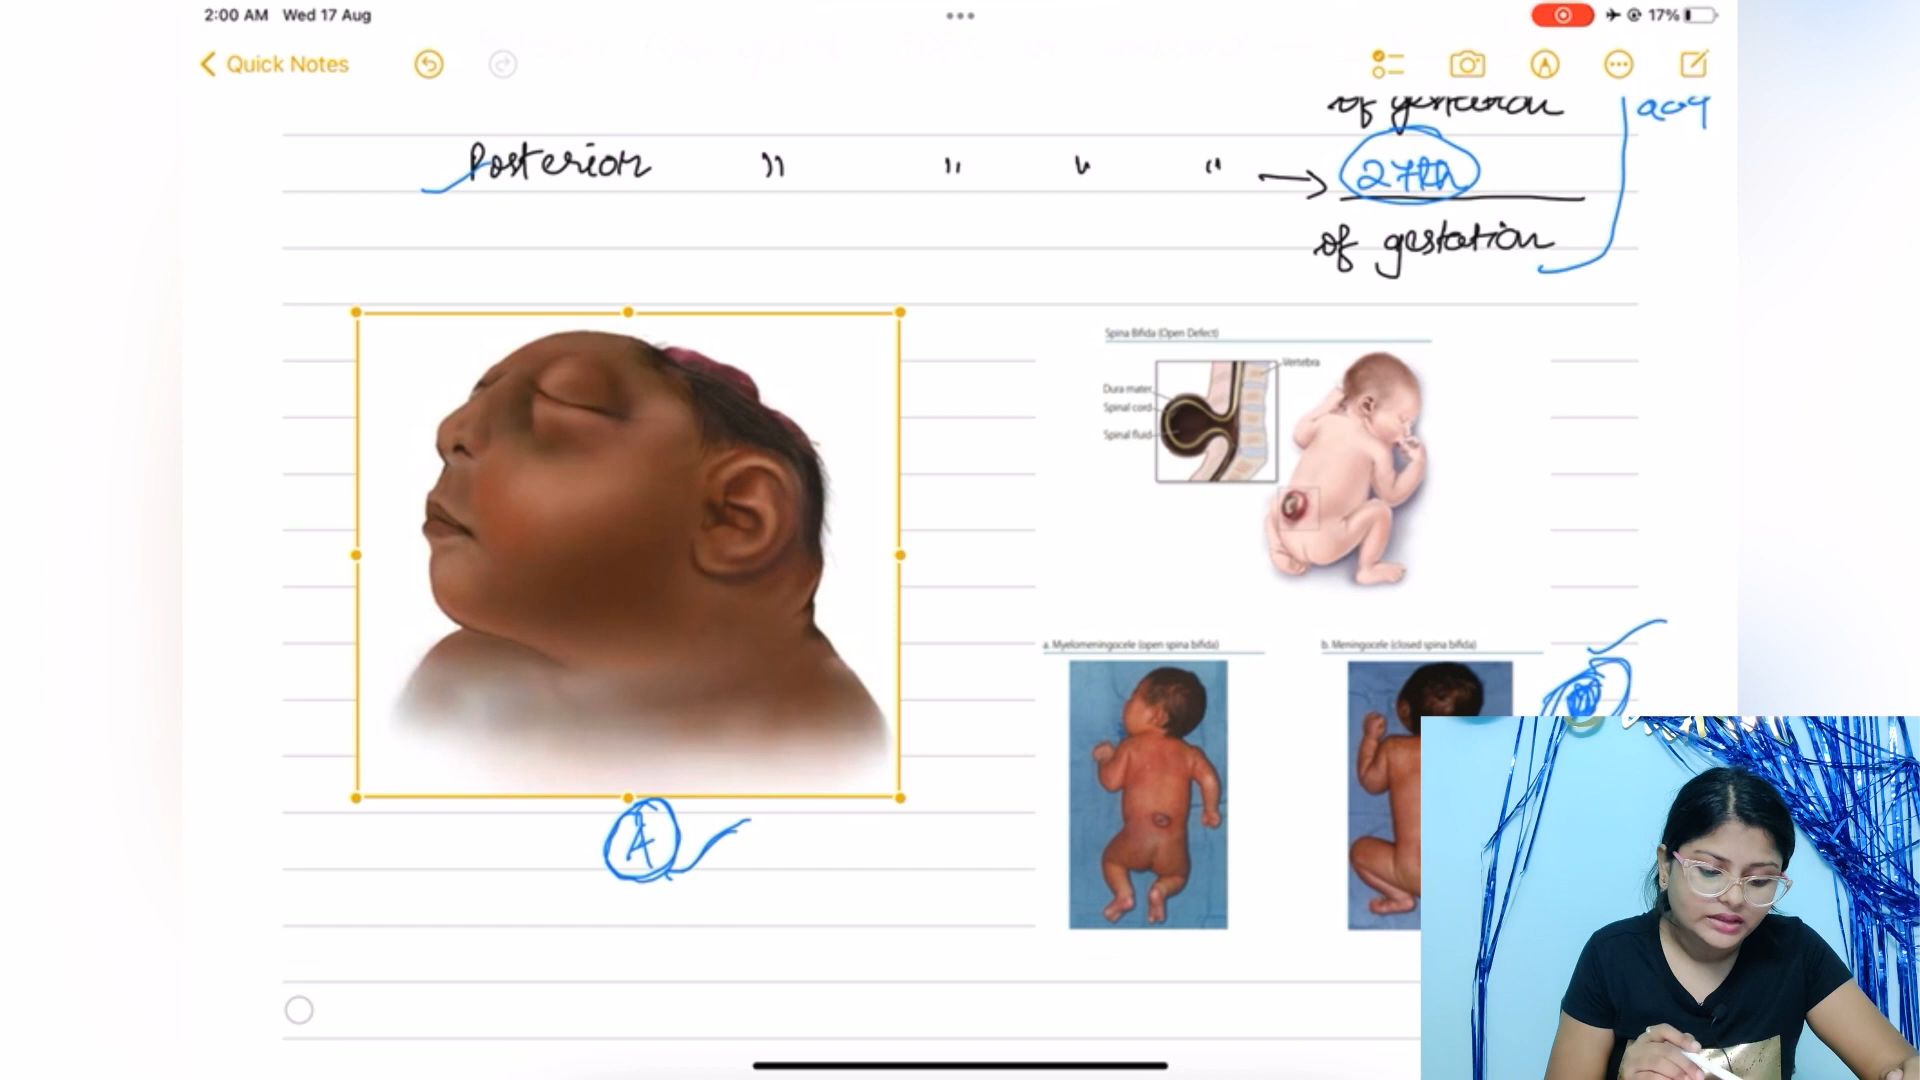 2:00 AM Wed 17 Aug
17%
Quick Notes
of gestation
Posterior " " " " → 27th
of gestation
Spina Bifida (Open Defect)
Vertebra
Dura mater
Spinal cord
Spinal fluid
a. Myelomeningocele (open spina bifida)
b. Meningocele (closed spina bifida)
A